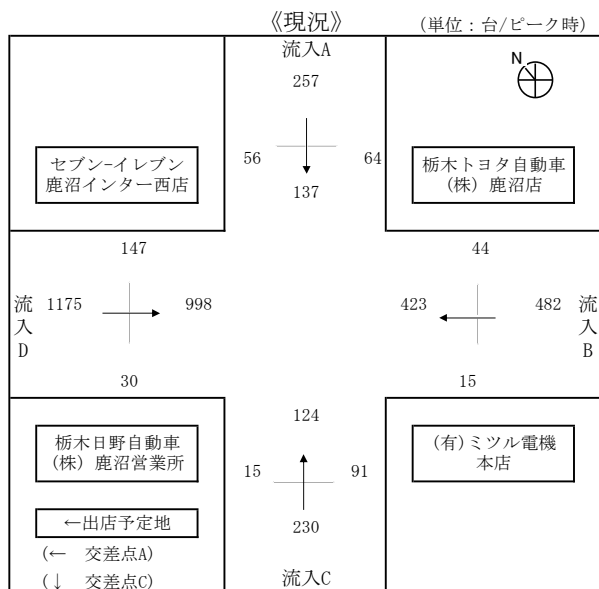 《現況》
(単位：台/ピーク時)
流入A
257
N
56
64
137
セブン-イレブン
鹿沼インター西店
栃木トヨタ自動車
(株) 鹿沼店
147
44
流入D
1175
998
423
482
流入B
30
15
124
栃木日野自動車
(株) 鹿沼営業所
15
91
(有)ミツル電機
本店
230
←出店予定地
(← 交差点A)
(↓ 交差点C)
流入C